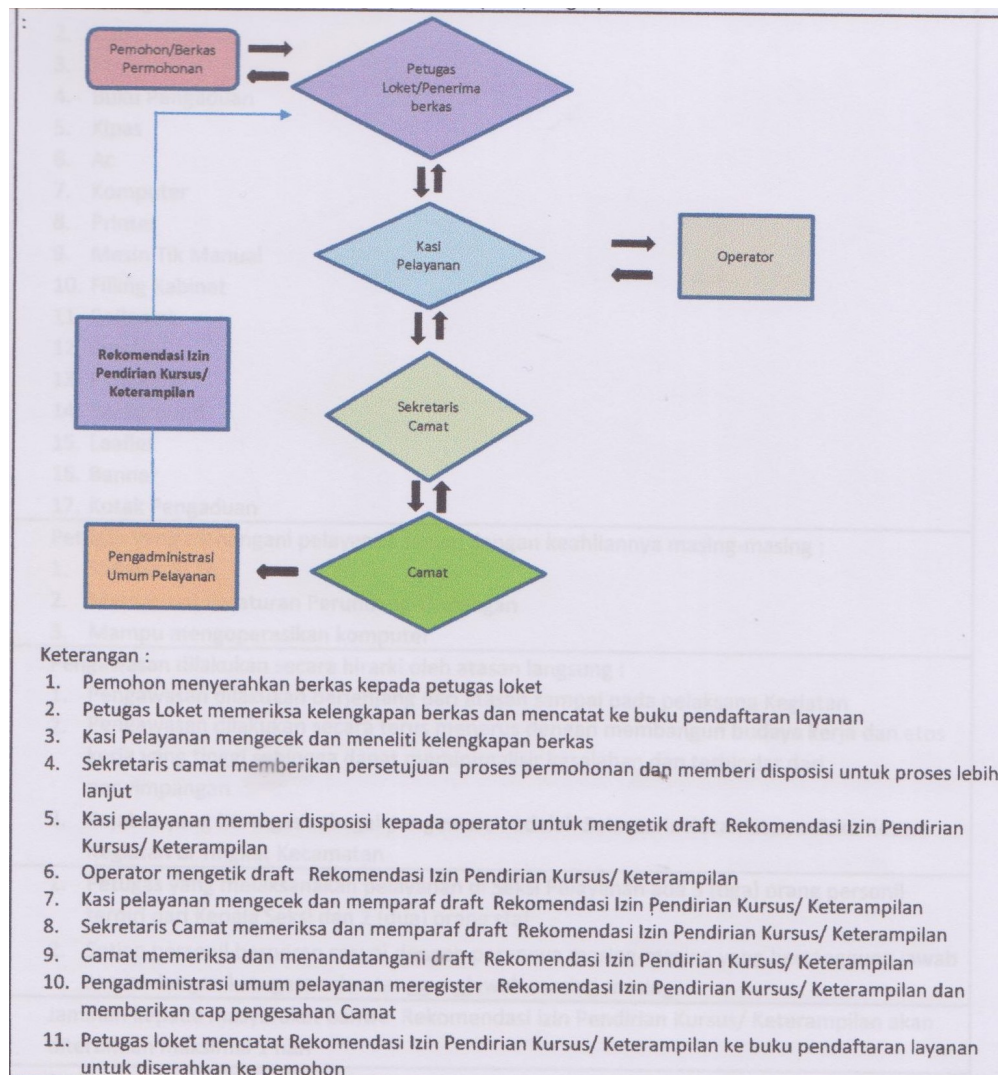 :
Pemohon/Berkas
Permohonan
Petugas
Loket/Penerima
berkas
Kasi
Pelayanan
Operator
Rekomendasi Izin
Pendirian Kursus/
Keterampilan
Sekretaris
Camat
Pengadministrasi
Umum Pelayanan
Camat
Keterangan :
1. Pemohon menyerahkan berkas kepada petugas loket
2. Petugas Loket memeriksa kelengkapan berkas dan mencatat ke buku pendaftaran layanan
3. Kasi Pelayanan mengecek dan meneliti kelengkapan berkas
4. Sekretaris camat memberikan persetujuan proses permohonan dan memberi disposisi untuk proses lebih
lanjut
5. Kasi pelayanan memberi disposisi kepada operator untuk mengetik draft Rekomendasi Izin Pendirian
Kursus/ Keterampilan
6. Operator mengetik draft Rekomendasi Izin Pendirian Kursus/ Keterampilan
7. Kasi pelayanan mengecek dan memparaf draft Rekomendasi Izin Pendirian Kursus/ Keterampilan
8. Sekretaris Camat memeriksa dan memparaf draft Rekomendasi Izin Pendirian Kursus/ Keterampilan
9. Camat memeriksa dan menandatangani draft Rekomendasi Izin Pendirian Kursus/ Keterampilan
10. Pengadministrasi umum pelayanan meregister Rekomendasi Izin Pendirian Kursus/ Keterampilan dan
memberikan cap pengesahan Camat
11. Petugas loket mencatat Rekomendasi Izin Pendirian Kursus/ Keterampilan ke buku pendaftaran layanan
untuk diserahkan ke pemohon